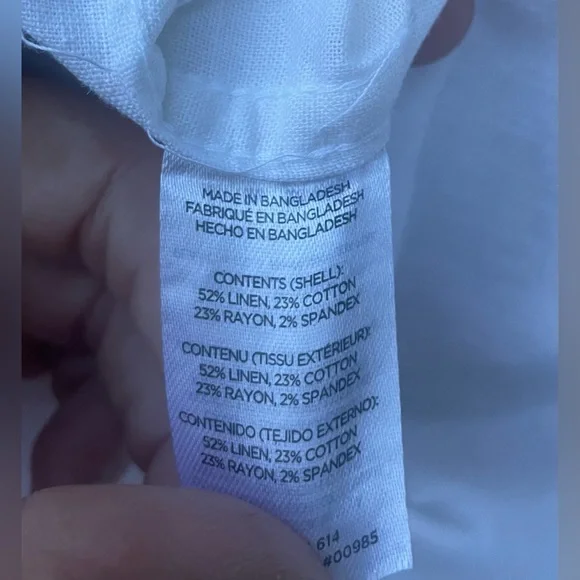 MADE IN BANGLADESH
FABRIQUÉ EN BANGLADESH
HECHO EN BANGLADESH
CONTENTS (SHELL):
52% LINEN, 23% COTTON
23% RAYON, 2% SPANDEX
CONTENU (TISSU EXTÉRIEUR):
52% LINEN, 23% COTTON
23% RAYON, 2% SPANDEX
CONTENIDO (TEJIDO EXTERNO):
52% LINEN, 23% COTTON
23% RAYON, 2% SPANDEX
614
#00985